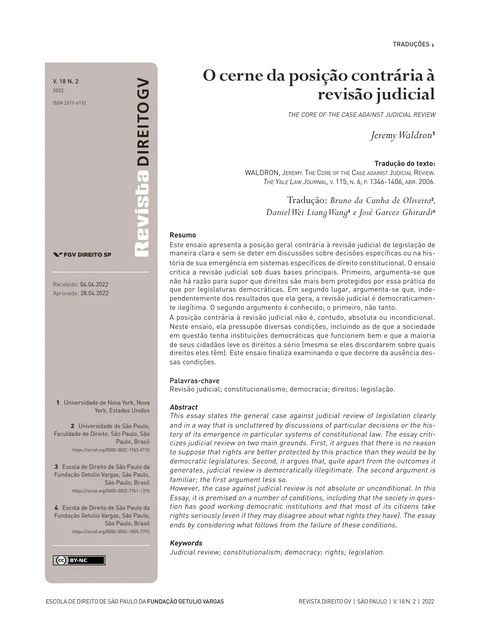 TRADUÇÕES :
V. 18 N. 2
2022
ISSN 2317-6172
Revista DIREITOGV
FGV DIREITO SP
Recebido: 04.04.2022
Aprovado: 28.04.2022
1 Universidade de Nova York, Nova
York, Estados Unidos
2 Universidade de São Paulo,
Faculdade de Direito, São Paulo, São
Paulo, Brasil
3 Escola de Direito de São Paulo da
Fundação Getulio Vargas, São Paulo,
São Paulo, Brasil
4 Escola de Direito de São Paulo da
Fundação Getulio Vargas, São Paulo,
São Paulo, Brasil
cc BY-NC
O cerne da posição contrária à
revisão judicial
THE CORE OF THE CASE AGAINST JUDICIAL REVIEW
Jeremy Waldron¹
Tradução do texto:
WALDRON, JEREMY. THE CORE OF THE CASE AGAINST JUDICIAL REVIEW.
THE YALE LAW JOURNAL, V. 115, N. 6, P. 1346-1406, ABR. 2006.
Tradução: Bruno da Cunha de Oliveira²,
Daniel Wei Liang Wang³ e José Garcez Ghirardi⁴
Resumo
Este ensaio apresenta a posição geral contrária à revisão judicial de legislação de
maneira clara e sem se deter em discussões sobre decisões específicas ou na his-
tória de sua emergência em sistemas específicos de direito constitucional. O ensaio
critica a revisão judicial sob duas bases principais. Primeiro, argumenta-se que
não há razão para supor que direitos são mais bem protegidos por essa prática do
que por legislaturas democráticas. Em segundo lugar, argumenta-se que, inde-
pendentemente dos resultados que ela gera, a revisão judicial é democraticamen-
te ilegítima. O segundo argumento é conhecido; o primeiro, não tanto.
A posição contrária à revisão judicial não é, contudo, absoluta ou incondicional.
Neste ensaio, ela pressupõe diversas condições, incluindo as de que a sociedade
em questão tenha instituições democráticas que funcionem bem e que a maioria
de seus cidadãos leve os direitos a sério (mesmo se eles discordarem sobre quais
direitos eles têm). Este ensaio finaliza examinando o que decorre da ausência des-
sas condições.
Palavras-chave
Revisão judicial; constitucionalismo; democracia; direitos; legislação.
Abstract
This essay states the general case against judicial review of legislation clearly
and in a way that is uncluttered by discussions of particular decisions or the his-
tory of its emergence in particular systems of constitutional law. The essay criti-
cizes judicial review on two main grounds. First, it argues that there is no reason
to suppose that rights are better protected by this practice than they would be by
democratic legislatures. Second, it argues that, quite apart from the outcomes it
generates, judicial review is democratically illegitimate. The second argument is
familiar; the first argument less so.
However, the case against judicial review is not absolute or unconditional. In this
Essay, it is premised on a number of conditions, including that the society in ques-
tion has good working democratic institutions and that most of its citizens take
rights seriously (even if they may disagree about what rights they have). The essay
ends by considering what follows from the failure of these conditions.
Keywords
Judicial review; constitutionalism; democracy; rights; legislation.
ESCOLA DE DIREITO DE SÃO PAULO DA FUNDAÇÃO GETULIO VARGAS
REVISTA DIREITO GV | SÃO PAULO | V. 18 N. 2 | 2022